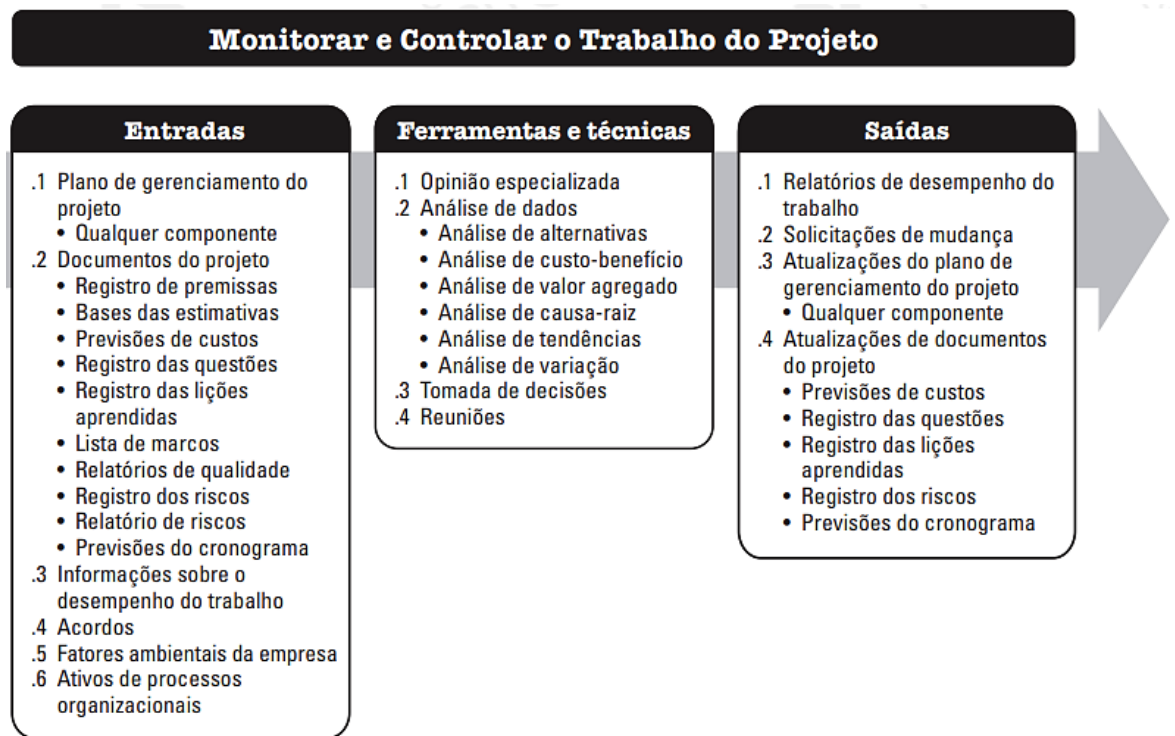 Monitorar e Controlar o Trabalho do Projeto
Entradas
.1 Plano de gerenciamento do
projeto
• Qualquer componente
.2 Documentos do projeto
• Registro de premissas
• Bases das estimativas
• Previsões de custos
• Registro das questões
• Registro das lições
aprendidas
• Lista de marcos
• Relatórios de qualidade
• Registro dos riscos
• Relatório de riscos
• Previsões do cronograma
.3 Informações sobre o
desempenho do trabalho
.4 Acordos
.5 Fatores ambientais da empresa
.6 Ativos de processos
organizacionais
Ferramentas e técnicas
.1 Opinião especializada
.2 Análise de dados
• Análise de alternativas
• Análise de custo-benefício
• Análise de valor agregado
• Análise de causa-raiz
• Análise de tendências
• Análise de variação
.3 Tomada de decisões
.4 Reuniões
Saídas
.1 Relatórios de desempenho do
trabalho
.2 Solicitações de mudança
.3 Atualizações do plano de
gerenciamento do projeto
• Qualquer componente
.4 Atualizações de documentos
do projeto
• Previsões de custos
• Registro das questões
• Registro das lições
aprendidas
• Registro dos riscos
• Previsões do cronograma